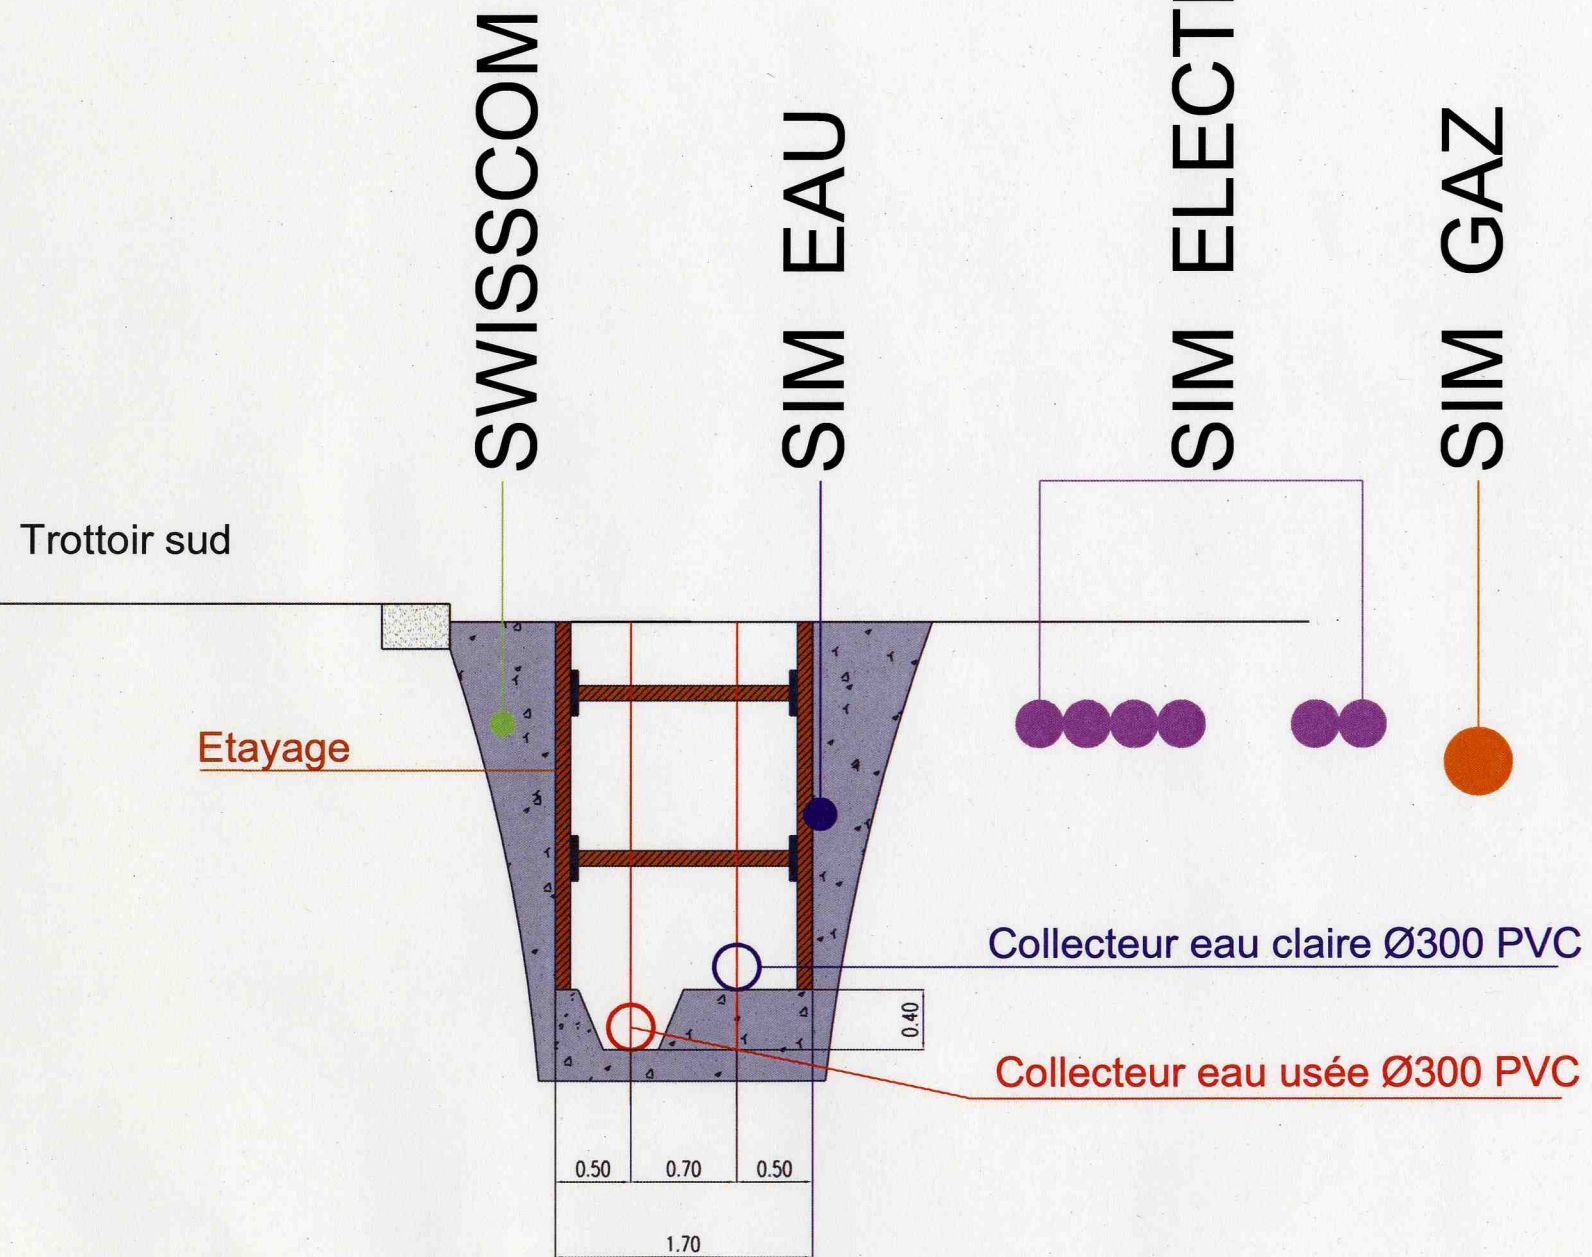 SWISSCOM
SIM EAU
SIM
SIM GAZ
Trottoir sud
Etayage
Collecteur eau claire Ø300 PVC
0.40
Collecteur eau usée Ø300 PVC
0.50 0.70 0.50
1.70